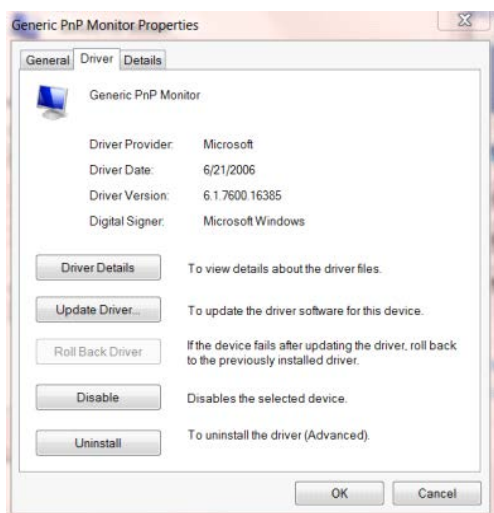 Generic PnP Monitor Properties
General Driver Details
Generic PnP Monitor
Driver Provider: Microsoft
Driver Date: 6/21/2006
Driver Version: 6.1.7600.16385
Digital Signer: Microsoft Windows
Driver Details To view details about the driver files.
Update Driver... To update the driver software for this device.
Roll Back Driver If the device fails after updating the driver, roll back
to the previously installed driver.
Disable Disables the selected device.
Uninstall To uninstall the driver (Advanced).
OK Cancel